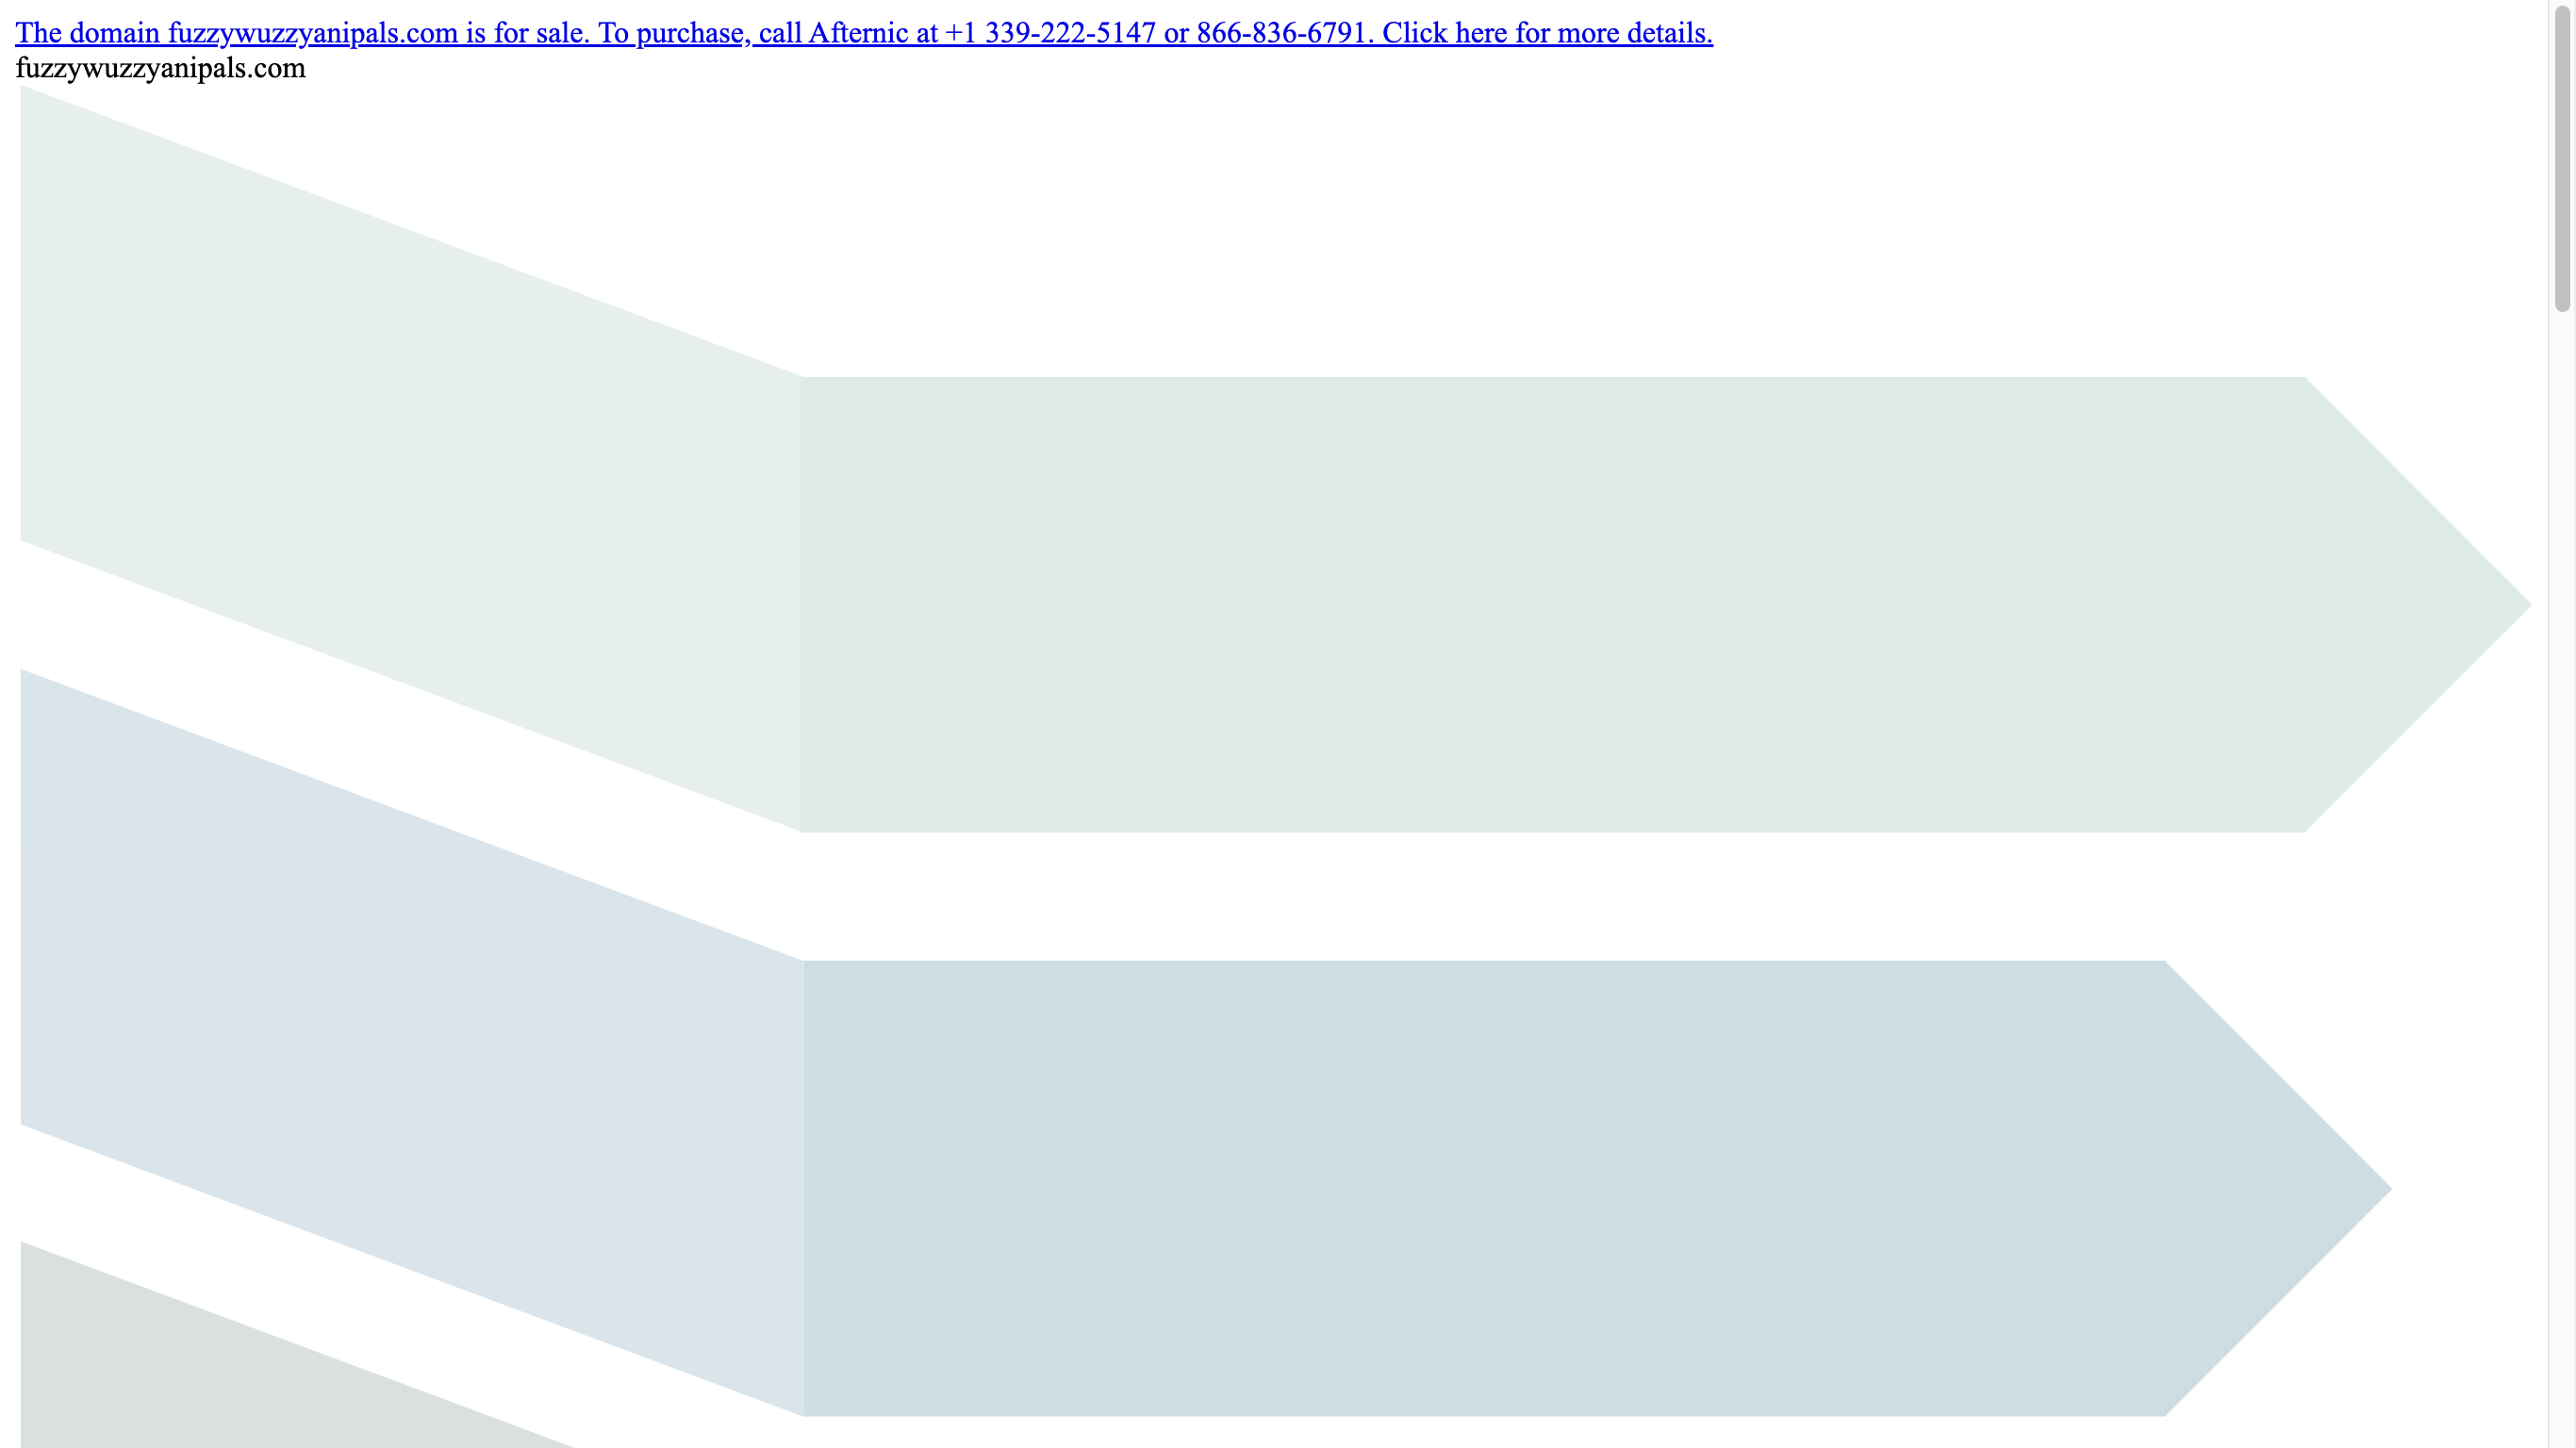 The domain fuzzywuzzyanipals.com is for sale. To purchase, call Afternic at +1 339-222-5147 or 866-836-6791. Click here for more details.
fuzzywuzzyanipals.com